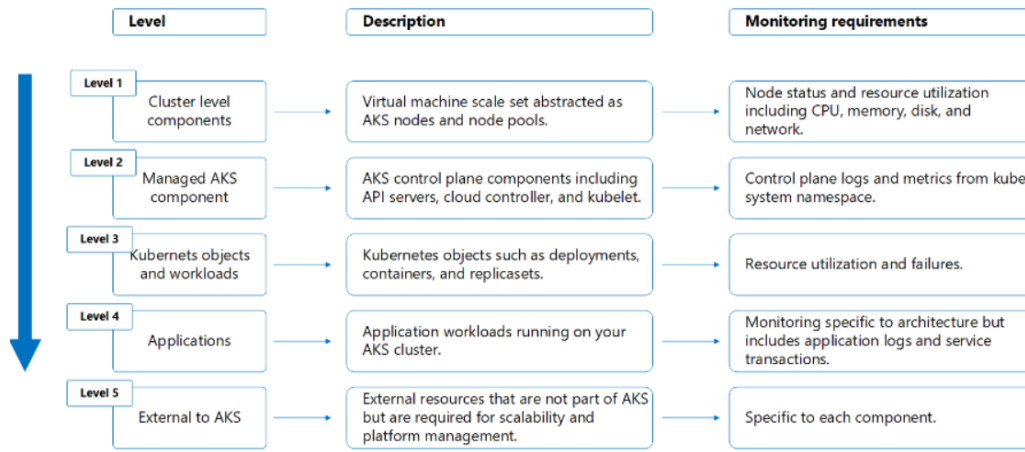 Level
Description
Monitoring requirements
Level 1
Cluster level
components
Virtual machine scale set abstracted as
AKS nodes and node pools.
Node status and resource utilization
including CPU, memory, disk, and
network.
Level 2
Managed AKS
component
AKS control plane components including
API servers, cloud controller, and kubelet.
Control plane logs and metrics from kube
system namespace.
Level 3
Kubernets objects
and workloads
Kubernetes objects such as deployments,
containers, and replicasets.
Resource utilization and failures.
Level 4
Applications
Application workloads running on your
AKS cluster.
Monitoring specific to architecture but
includes application logs and service
transactions.
Level 5
External to AKS
External resources that are not part of AKS
but are required for scalability and
platform management.
Specific to each component.